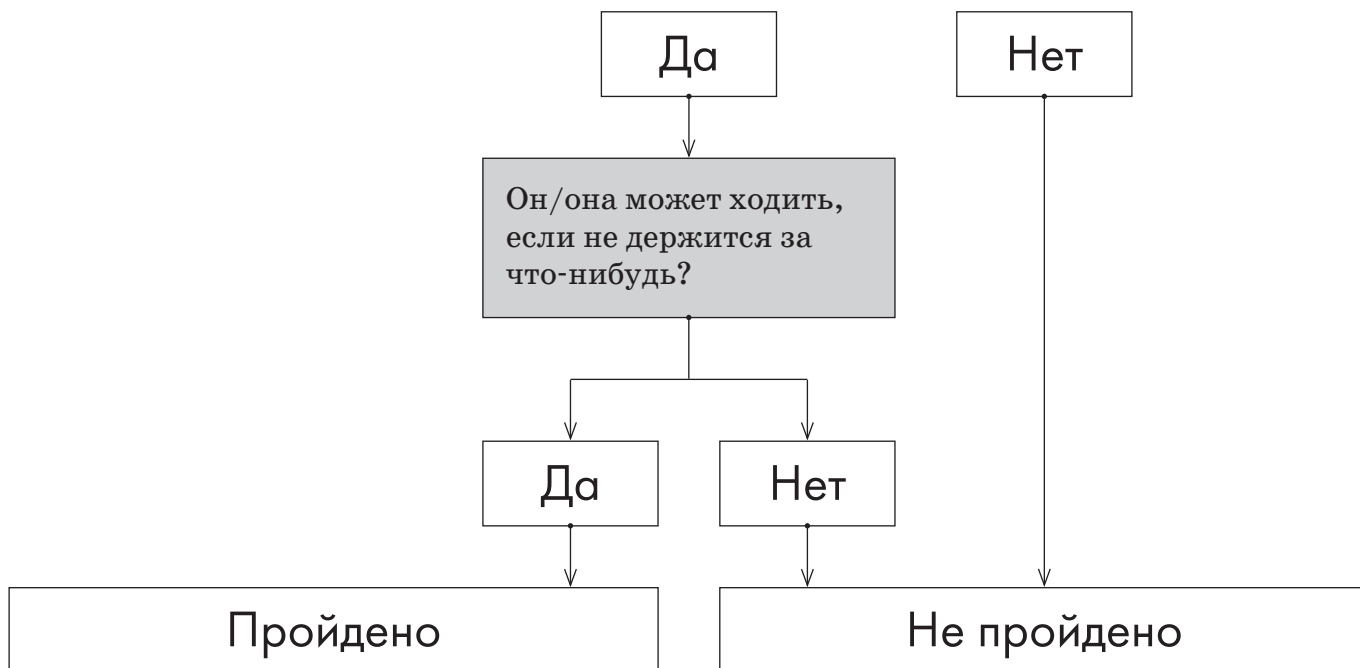 Да
Нет
Он/она может ходить,
если не держится за
что-нибудь?
Да
Нет
Пройдено
Не пройдено